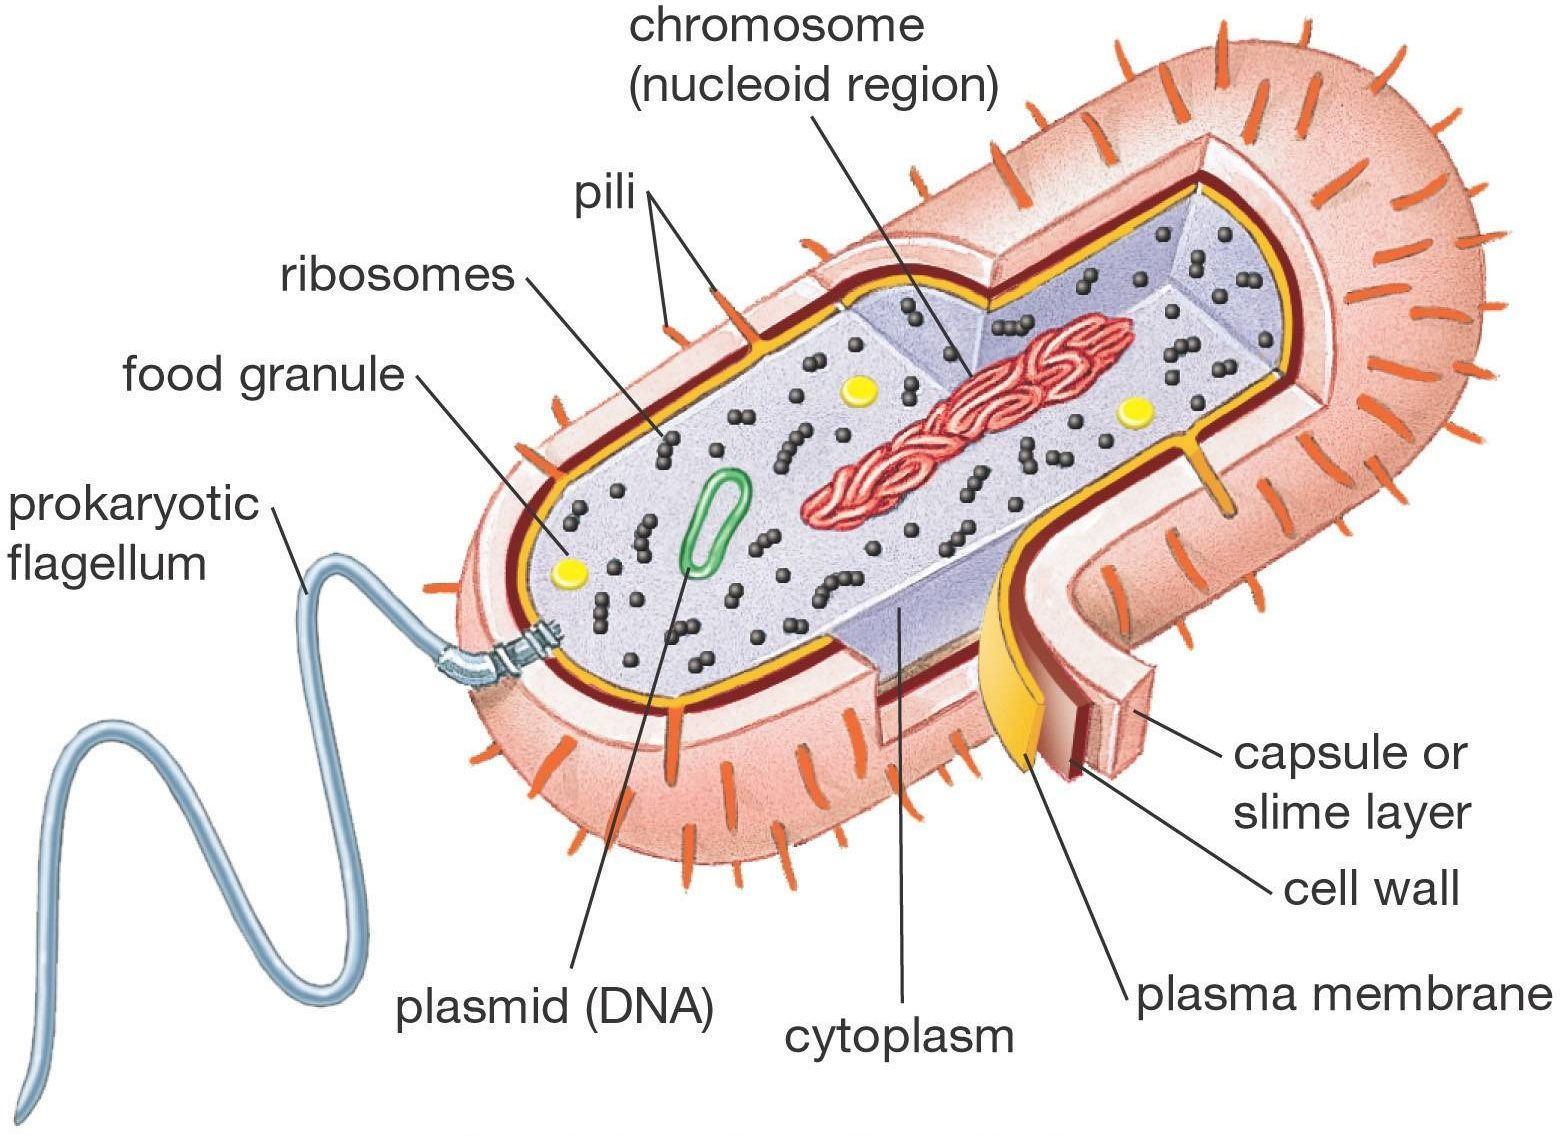 chromosome
(nucleoid region)
pili
ribosomes
food granule
prokaryotic
flagellum
capsule or
slime layer
cell wall
plasma membrane
plasmid (DNA)
cytoplasm